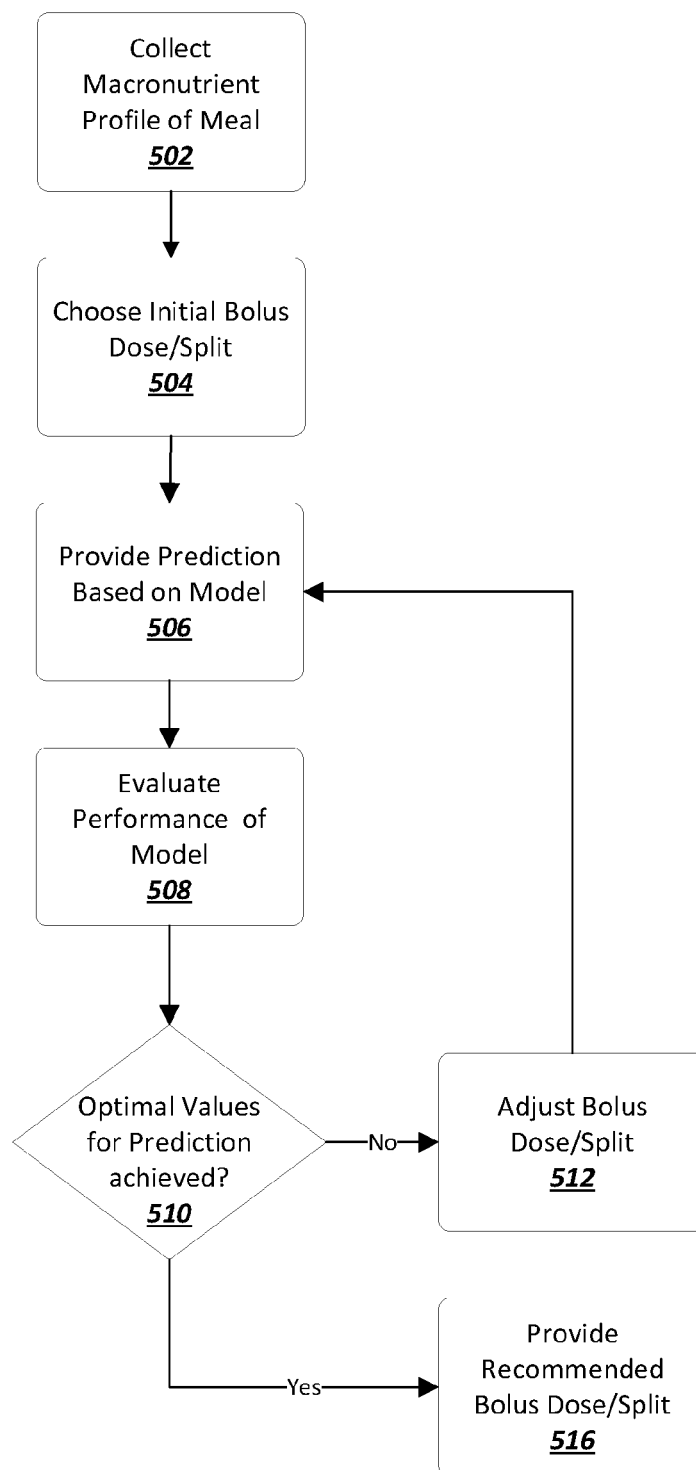 Collect
Macronutrient
Profile of Meal
502
Choose Initial Bolus
Dose/Split
504
Provide Prediction
Based on Model
506
Evaluate
Performance of
Model
508
Optimal Values
for Prediction
achieved?
510
No
Adjust Bolus
Dose/Split
512
Yes
Provide
Recommended
Bolus Dose/Split
516